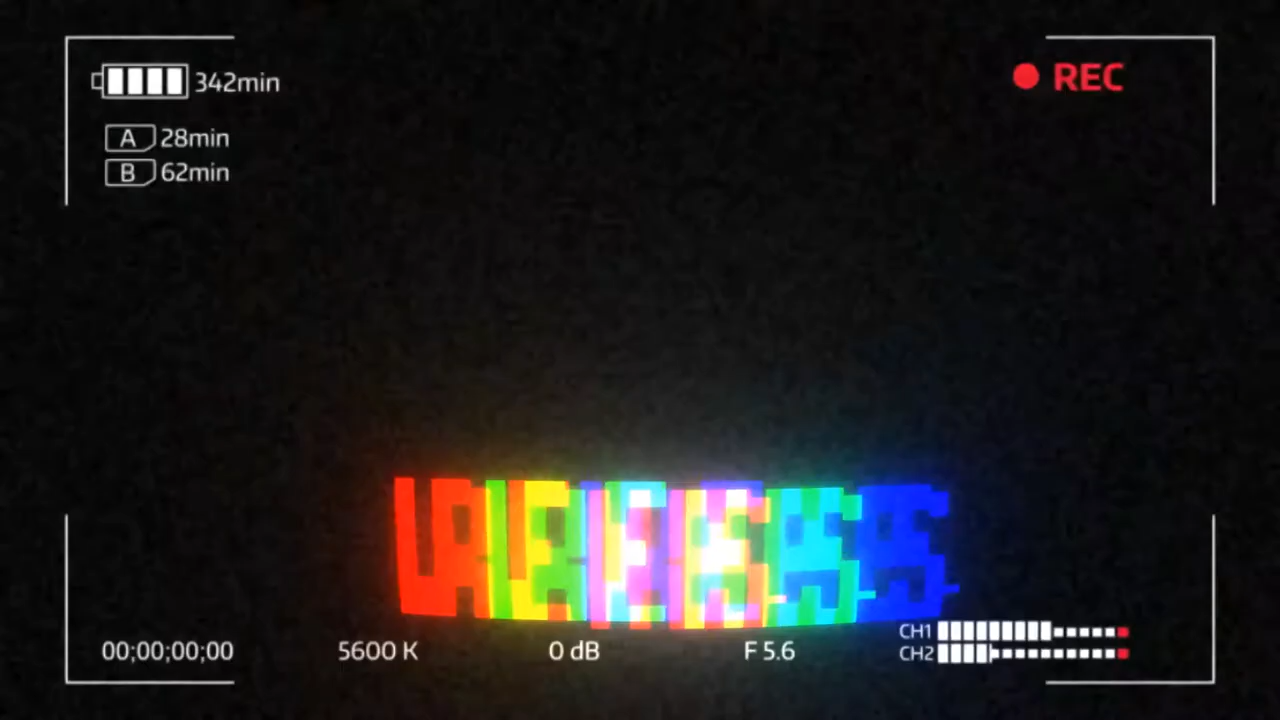 342min
REC
A 28min
B 62min
00;00;00;00
5600 K
0 dB
F 5.6
CH1
CH2